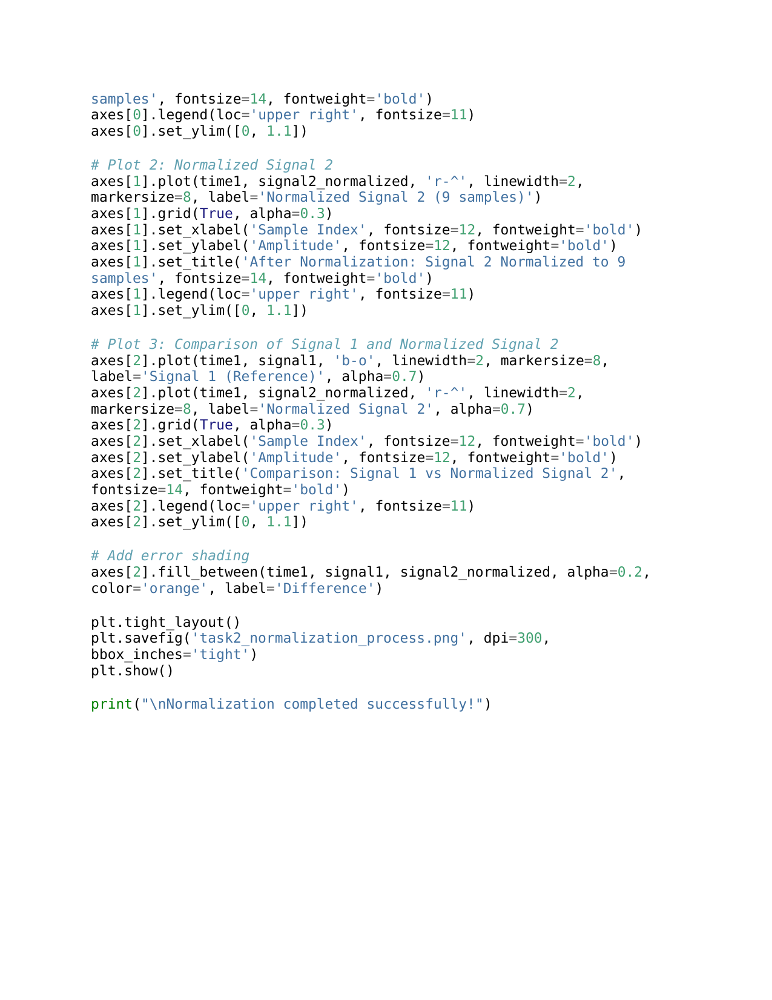 samples', fontsize=14, fontweight='bold')
axes[0].legend(loc='upper right', fontsize=11)
axes[0].set_ylim([0, 1.1])

# Plot 2: Normalized Signal 2
axes[1].plot(time1, signal2_normalized, 'r-^', linewidth=2,
markersize=8, label='Normalized Signal 2 (9 samples)')
axes[1].grid(True, alpha=0.3)
axes[1].set_xlabel('Sample Index', fontsize=12, fontweight='bold')
axes[1].set_ylabel('Amplitude', fontsize=12, fontweight='bold')
axes[1].set_title('After Normalization: Signal 2 Normalized to 9
samples', fontsize=14, fontweight='bold')
axes[1].legend(loc='upper right', fontsize=11)
axes[1].set_ylim([0, 1.1])

# Plot 3: Comparison of Signal 1 and Normalized Signal 2
axes[2].plot(time1, signal1, 'b-o', linewidth=2, markersize=8,
label='Signal 1 (Reference)', alpha=0.7)
axes[2].plot(time1, signal2_normalized, 'r-^', linewidth=2,
markersize=8, label='Normalized Signal 2', alpha=0.7)
axes[2].grid(True, alpha=0.3)
axes[2].set_xlabel('Sample Index', fontsize=12, fontweight='bold')
axes[2].set_ylabel('Amplitude', fontsize=12, fontweight='bold')
axes[2].set_title('Comparison: Signal 1 vs Normalized Signal 2',
fontsize=14, fontweight='bold')
axes[2].legend(loc='upper right', fontsize=11)
axes[2].set_ylim([0, 1.1])

# Add error shading
axes[2].fill_between(time1, signal1, signal2_normalized, alpha=0.2,
color='orange', label='Difference')

plt.tight_layout()
plt.savefig('task2_normalization_process.png', dpi=300,
bbox_inches='tight')
plt.show()

print("\nNormalization completed successfully!")